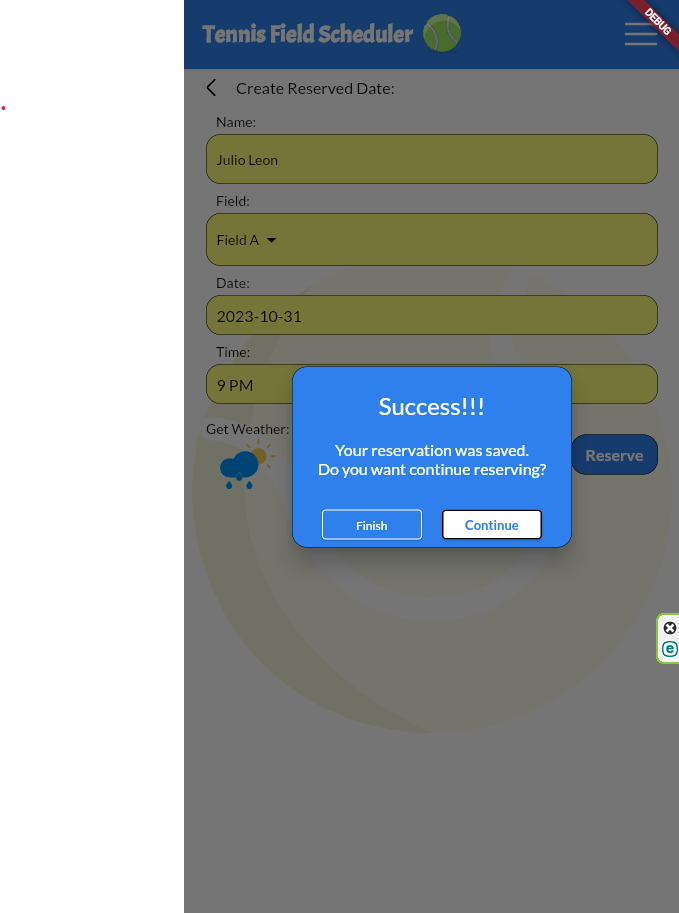 Tennis Field Scheduler
DEBUG
Create Reserved Date:
Name:
Julio Leon
Field:
Field A
Date:
2023-10-31
Time:
9 PM
Get Weather:
Reserve
Success!!!
Your reservation was saved.
Do you want continue reserving?
Finish
Continue
e